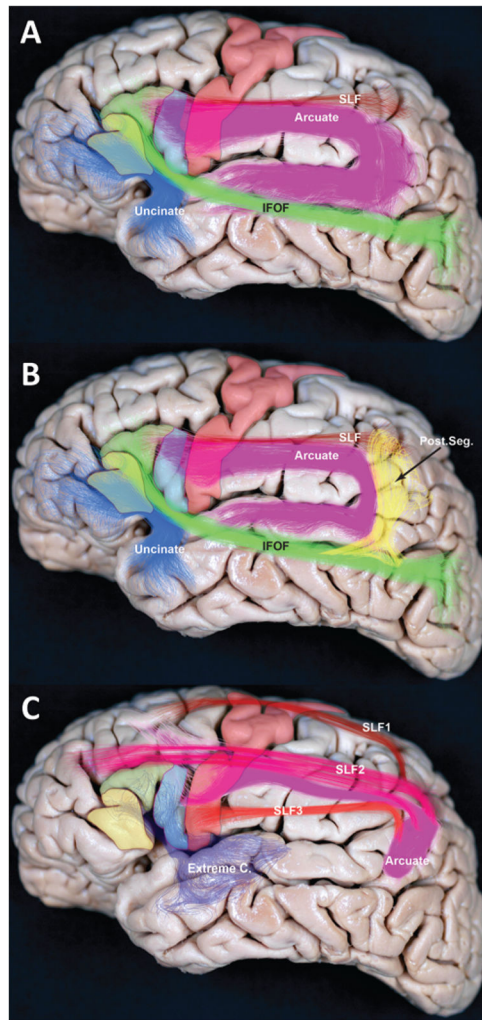 A
SLF
Arcuate
Uncinate
IFOF
B
SLF
Post.Seg.
Arcuate
Uncinate
IFOF
C
SLF1
SLF2
SLF3
Extreme C.
Arcuate